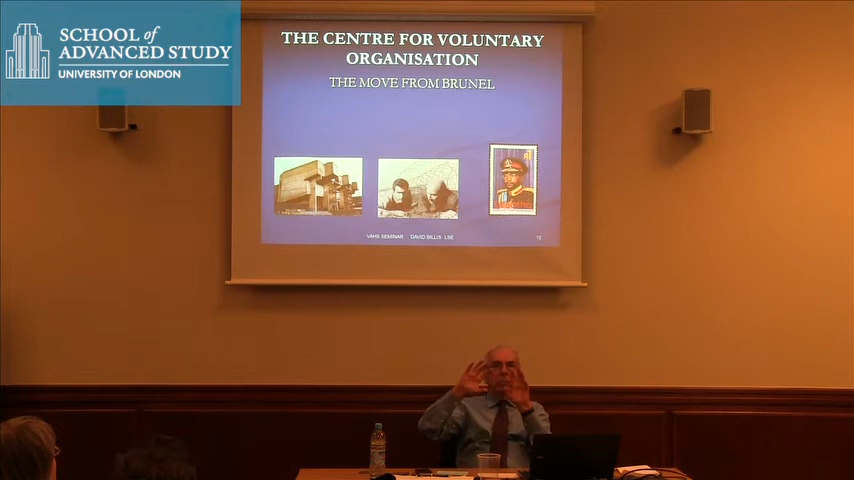 SCHOOL of
ADVANCED STUDY
UNIVERSITY OF LONDON
THE CENTRE FOR VOLUNTARY
ORGANISATION
THE MOVE FROM BRUNEL
VAHS SEMINAR DAVID BILLIS LSE
12